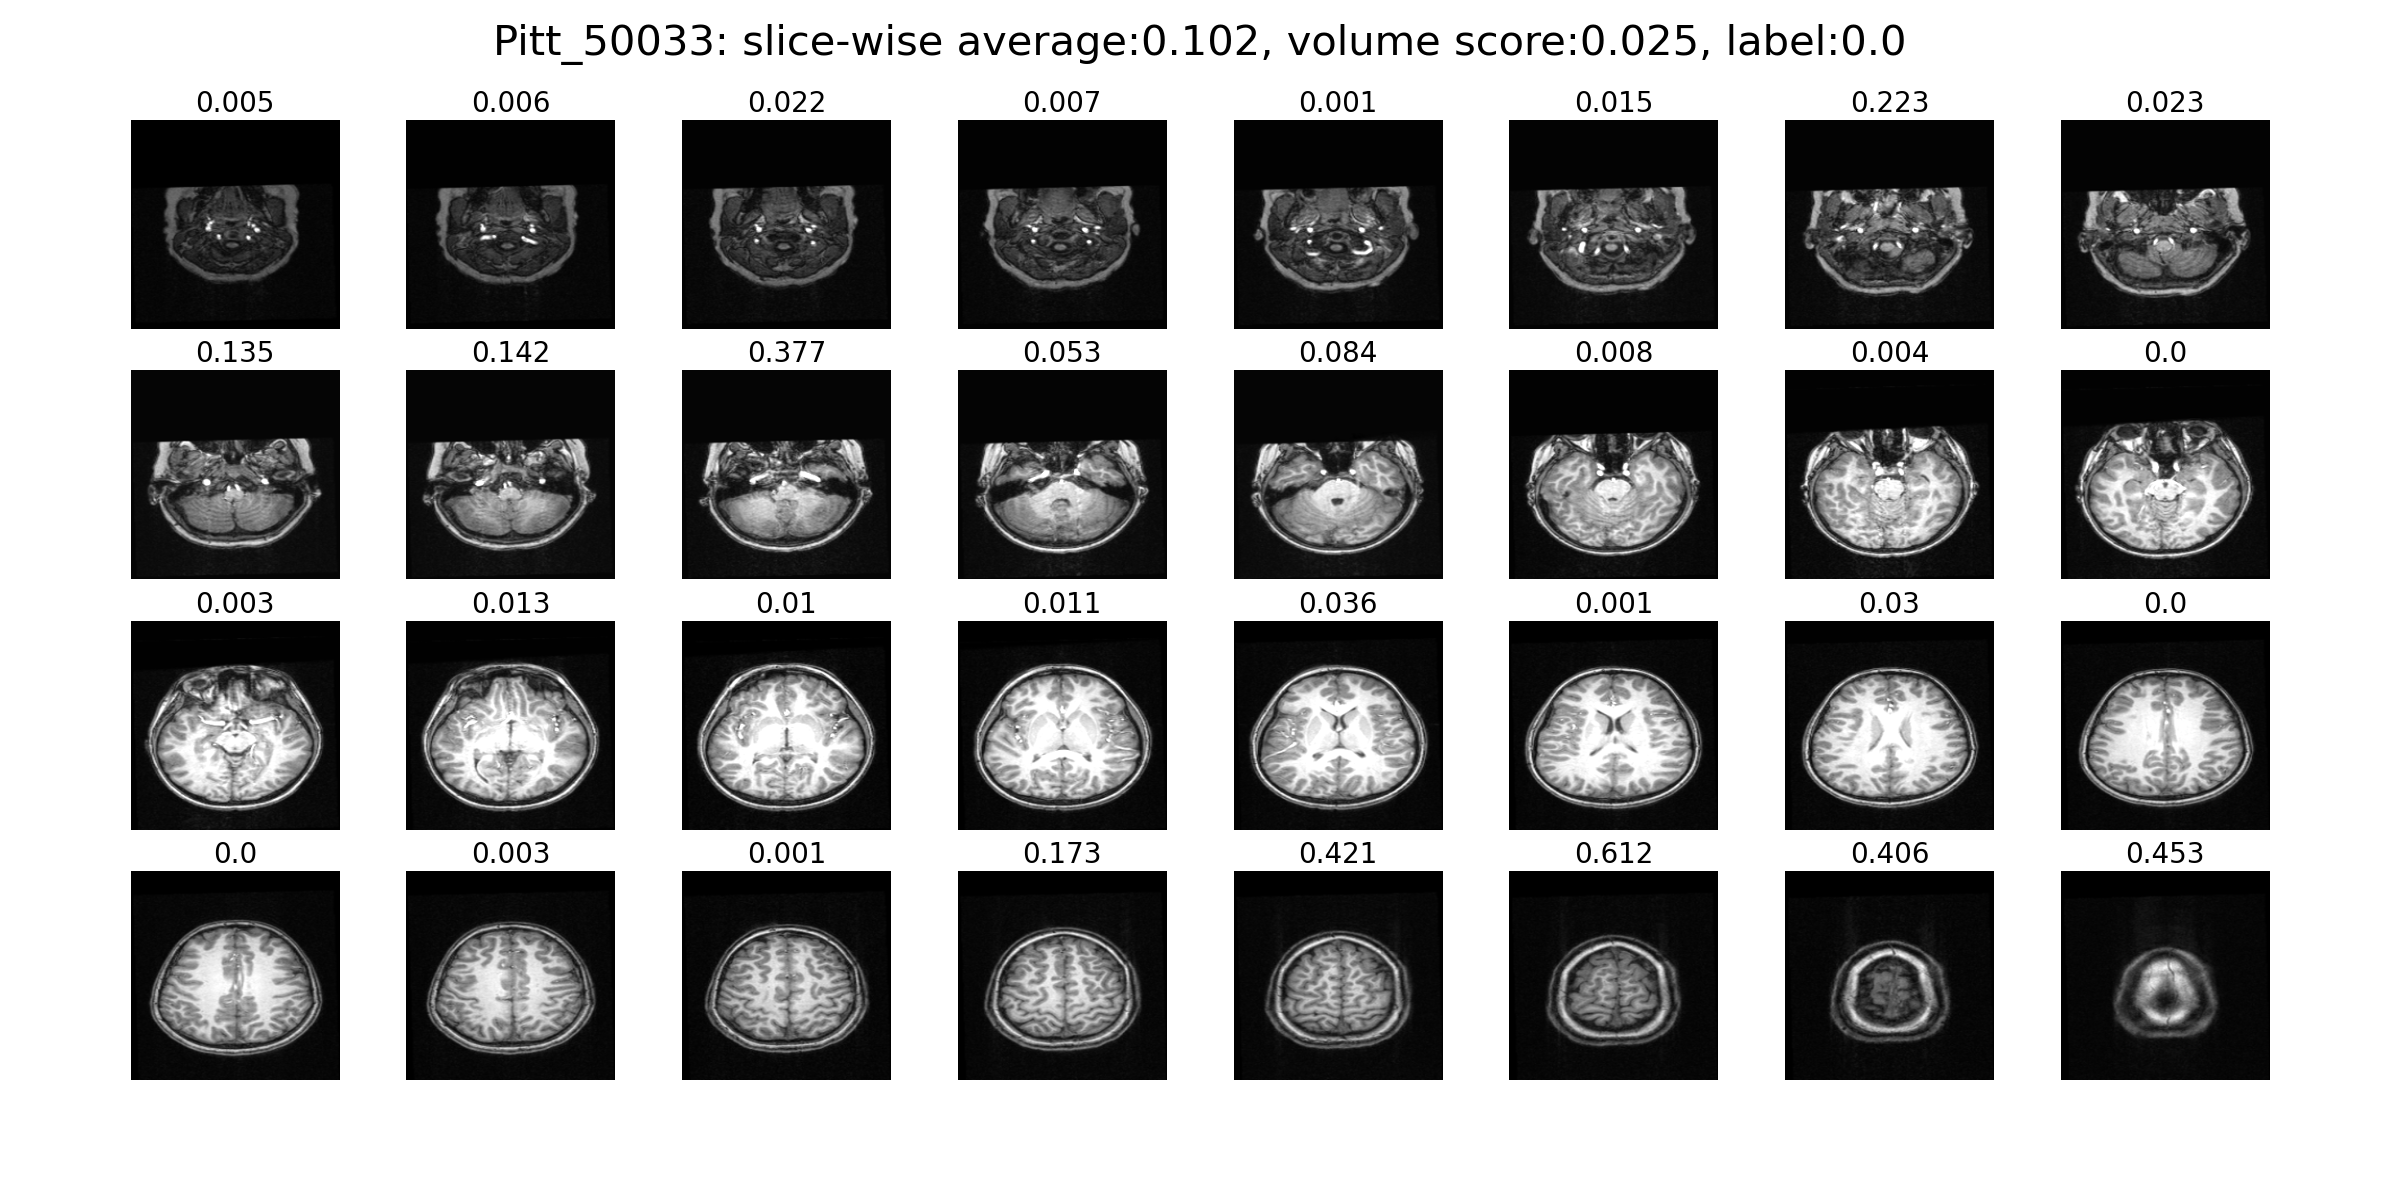 Pitt_50033: slice-wise average:0.102, volume score:0.025, label:0.0
0.005 0.006 0.022 0.007 0.001 0.015 0.223 0.023
0.135 0.142 0.377 0.053 0.084 0.008 0.004 0.0
0.003 0.013 0.01 0.011 0.036 0.001 0.03 0.0
0.0 0.003 0.001 0.173 0.421 0.612 0.406 0.453